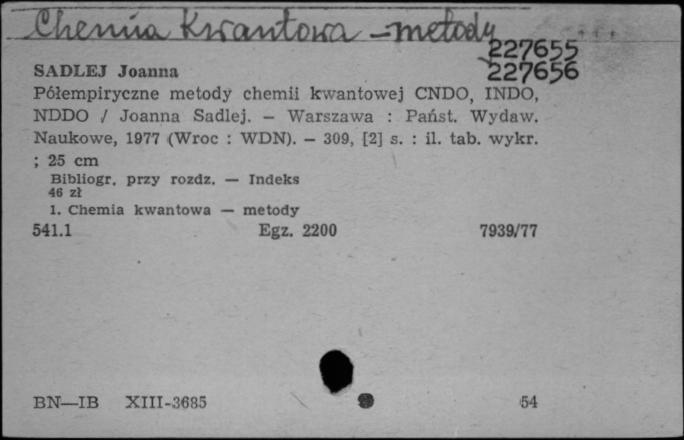 Chemia Kwantowa – metody
227655
227656
SADLEJ Joanna
Półempiryczne metody chemii kwantowej CNDO, INDO,
NDDO / Joanna Sadlej. – Warszawa : Państ. Wydaw.
Naukowe, 1977 (Wroc : WDN). – 309, [2] s. : il. tab. wykr.
; 25 cm
Bibliogr. przy rozdz. — Indeks
46 zł
1. Chemia kwantowa — metody
541.1 Egz. 2200 7939/77
BN—IB XIII-3685 54